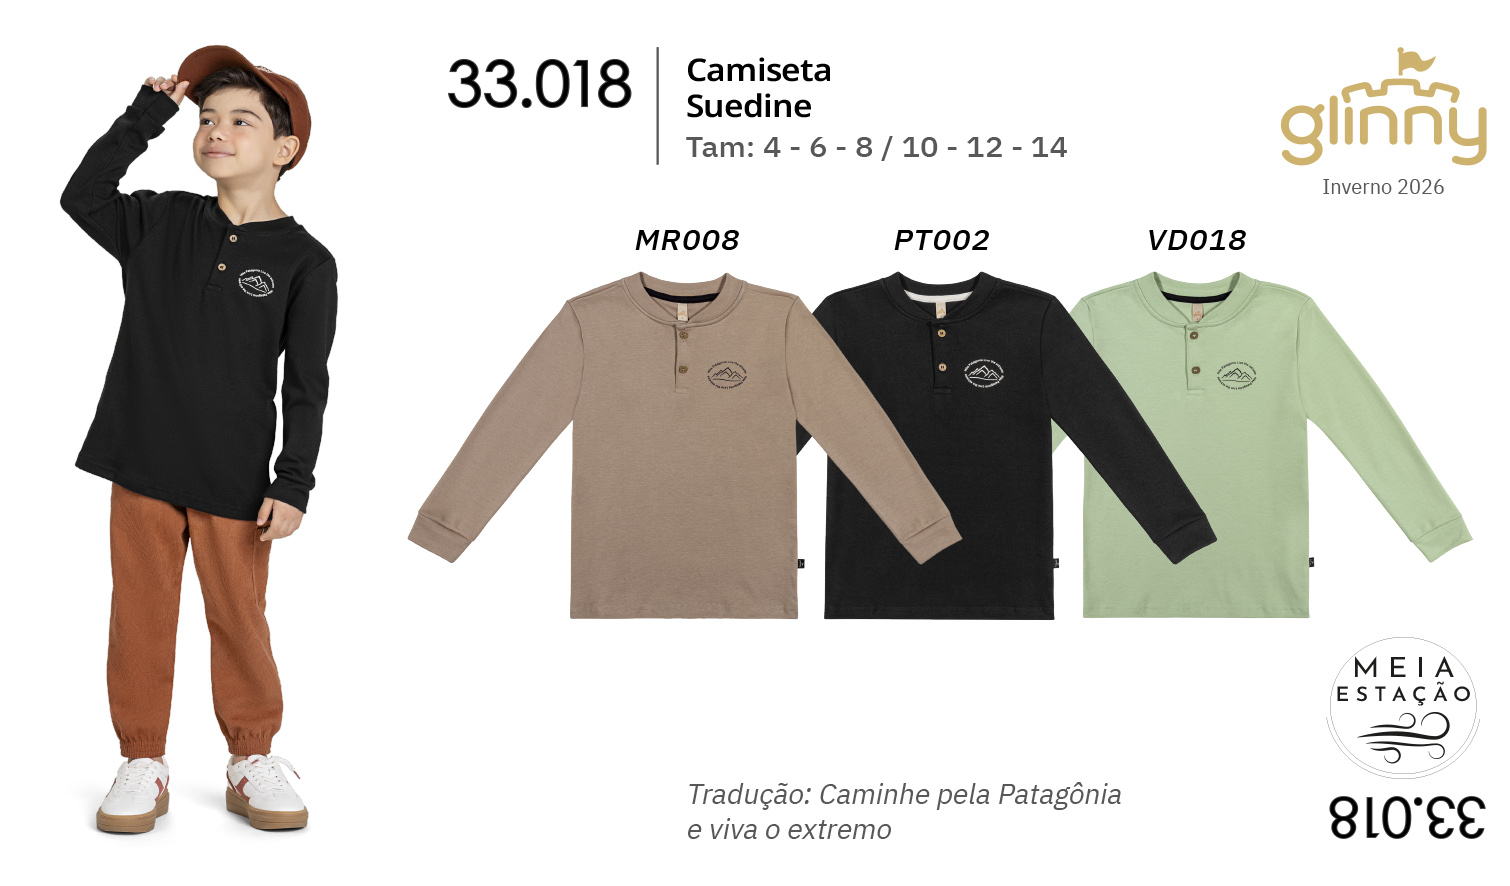 33.018
Camiseta
Suedine
Tam: 4 - 6 - 8 / 10 - 12 - 14
glinny
Inverno 2026
MR008 PT002 VD018
MEIA
ESTAÇÃO
Tradução: Caminhe pela Patagônia
e viva o extremo
33.018